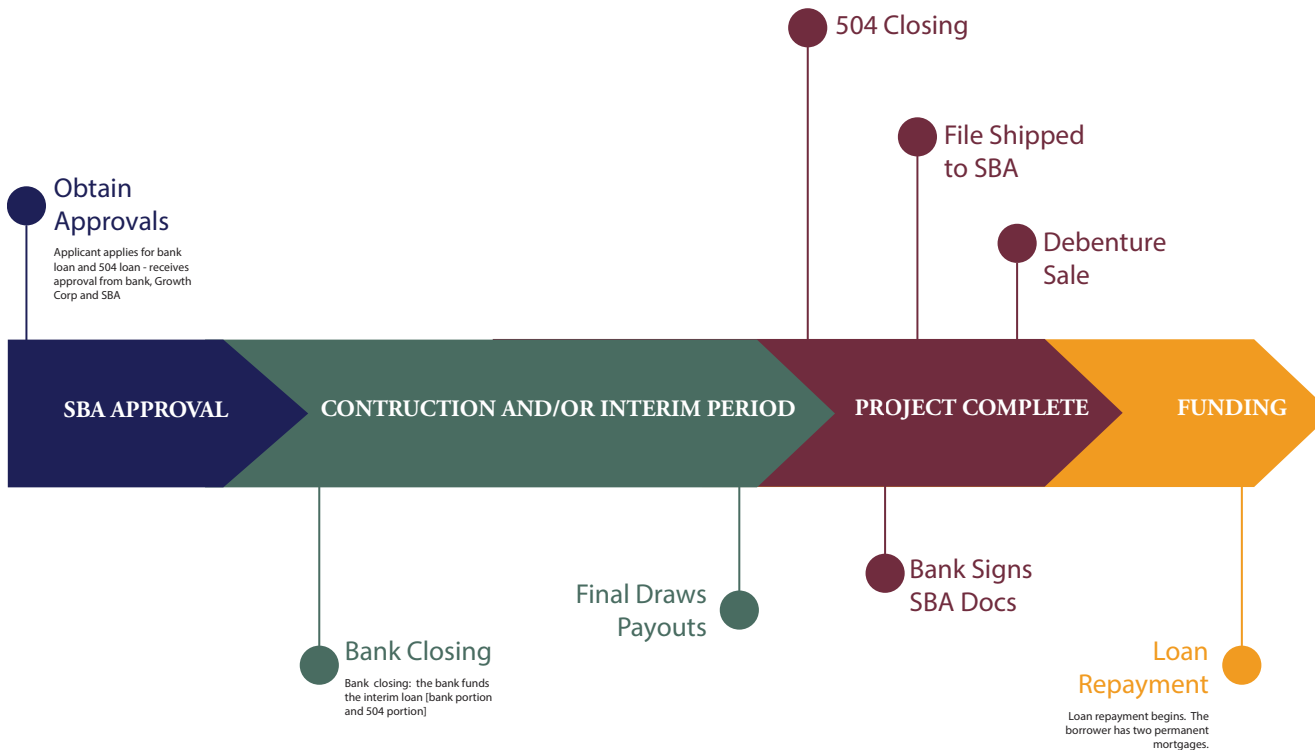 504 Closing
File Shipped
to SBA
Obtain
Approvals
Applicant applies for bank
loan and 504 loan - receives
approval from bank, Growth
Corp and SBA
Debenture
Sale
SBA APPROVAL
CONTRUCTION AND/OR INTERIM PERIOD
PROJECT COMPLETE
FUNDING
Bank Signs
SBA Docs
Final Draws
Payouts
Bank Closing
Bank closing: the bank funds
the interim loan [bank portion
and 504 portion]
Loan
Repayment
Loan repayment begins. The
borrower has two permanent
mortgages.